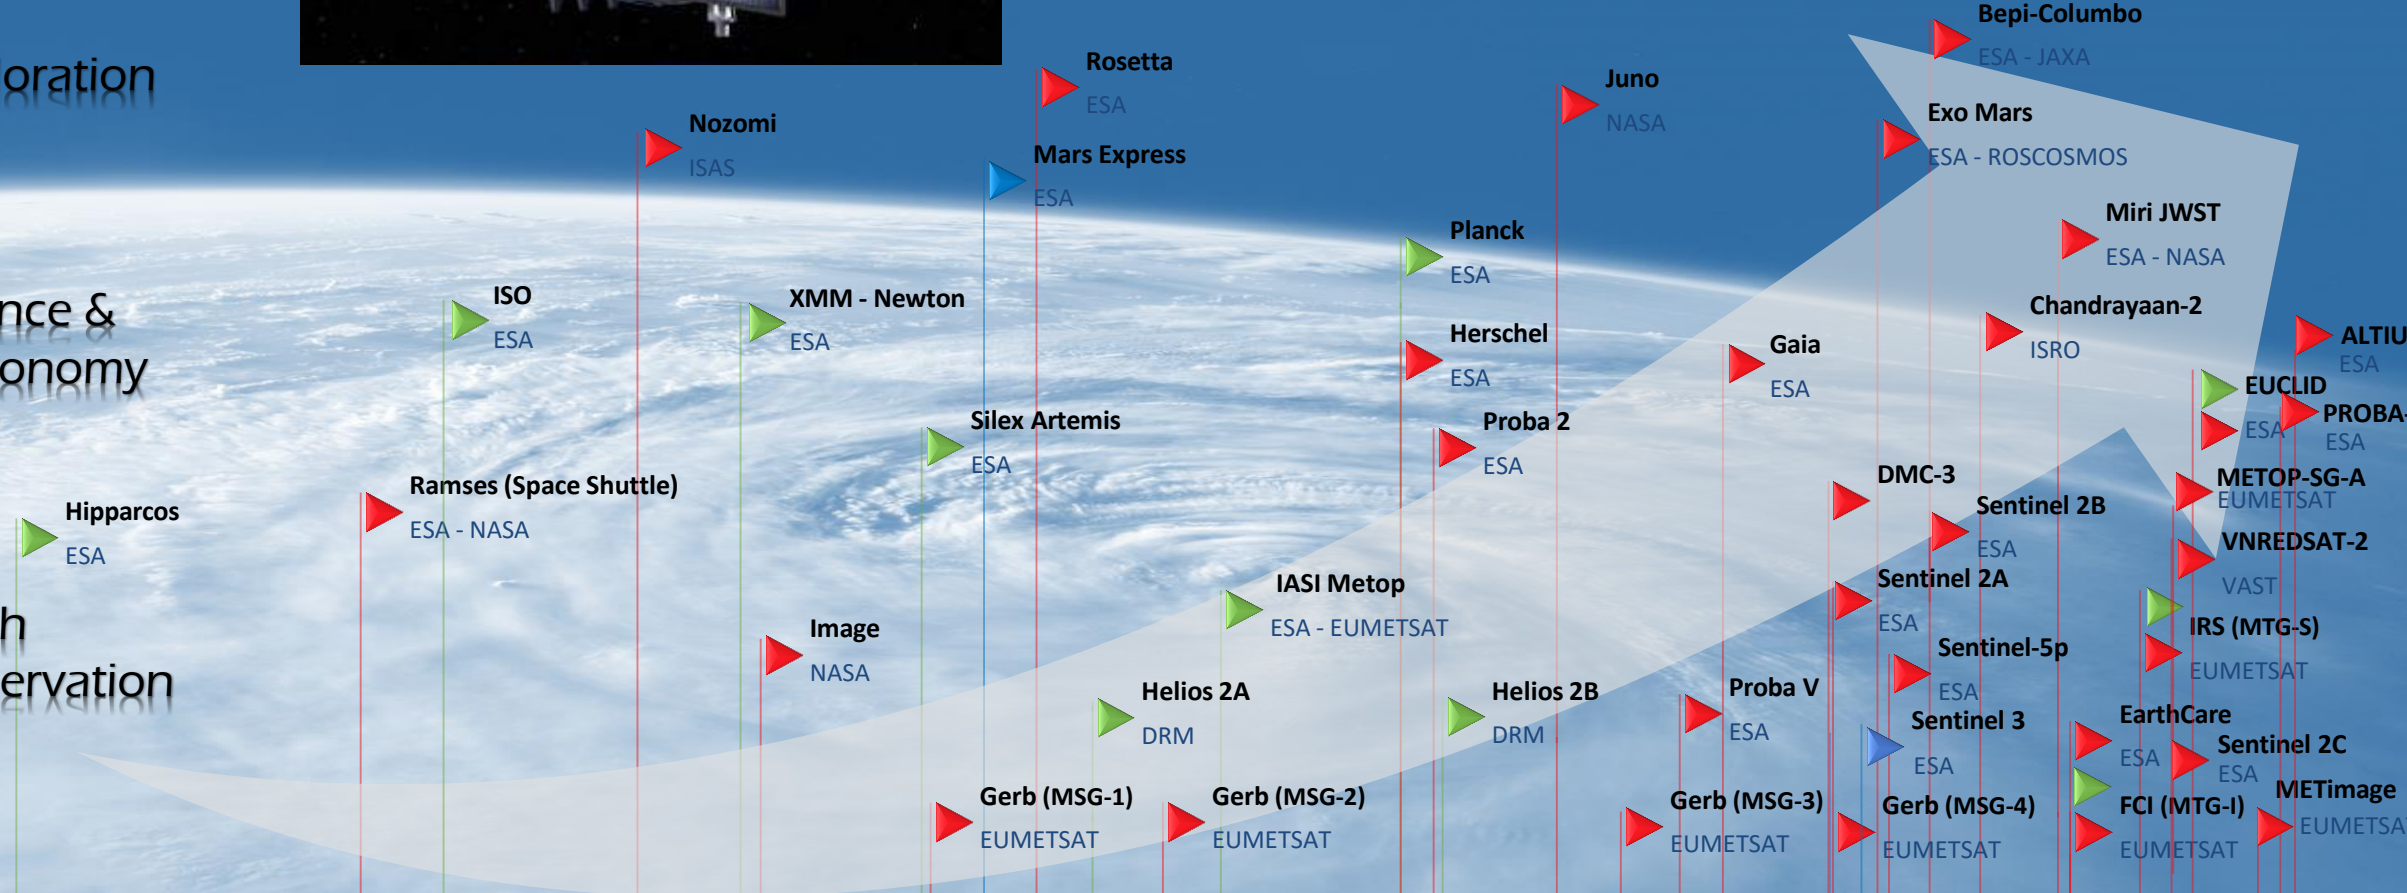 loration
nce &
onomy
h
ervation
Bepi-Columbo
ESA - JAXA
Rosetta
ESA
Juno
NASA
Exo Mars
ESA - ROSCOSMOS
Nozomi
ISAS
Mars Express
ESA
Miri JWST
ESA - NASA
Planck
ESA
ISO
ESA
XMM - Newton
ESA
Chandrayaan-2
ISRO
Herschel
ESA
Gaia
ESA
ALTIU
ESA
EUCLID
ESA
PROBA-
ESA
Silex Artemis
ESA
Proba 2
ESA
Ramses (Space Shuttle)
ESA - NASA
Hipparcos
ESA
DMC-3
METOP-SG-A
EUMETSAT
Sentinel 2B
ESA
VNREDSAT-2
VAST
IASI Metop
ESA - EUMETSAT
Sentinel 2A
ESA
Image
NASA
IRS (MTG-S)
EUMETSAT
Sentinel-5p
ESA
Helios 2A
DRM
Helios 2B
DRM
Proba V
ESA
Sentinel 3
ESA
EarthCare
ESA
Sentinel 2C
ESA
Gerb (MSG-1)
EUMETSAT
Gerb (MSG-2)
EUMETSAT
Gerb (MSG-3)
EUMETSAT
Gerb (MSG-4)
EUMETSAT
FCI (MTG-I)
EUMETSAT
METimage
EUMETSA